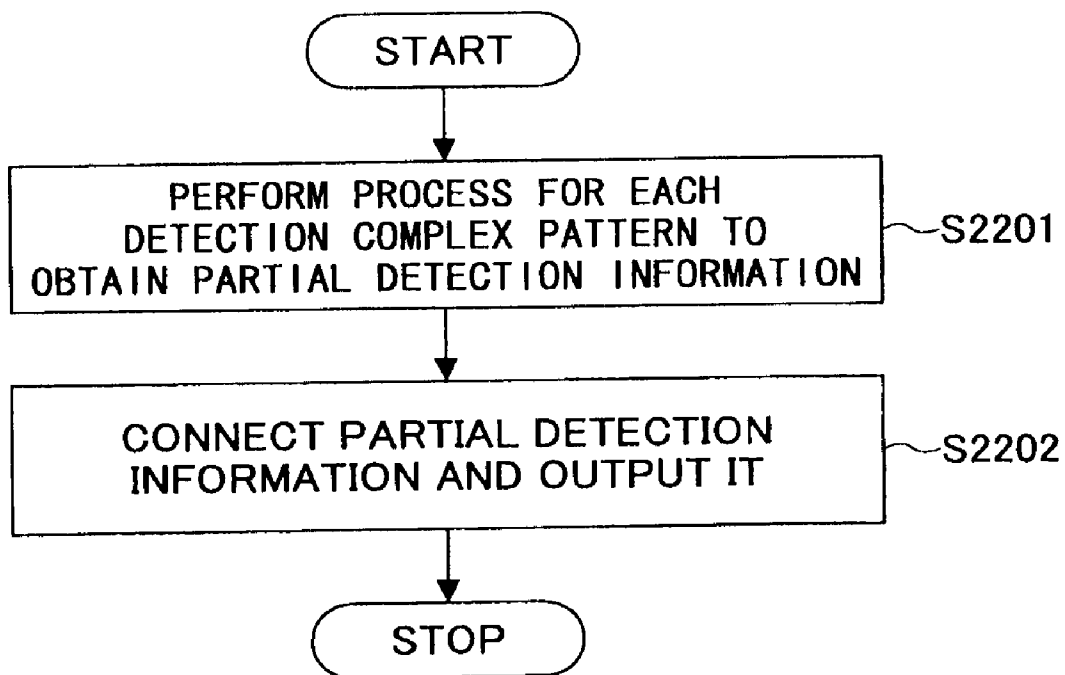 START
PERFORM PROCESS FOR EACH
DETECTION COMPLEX PATTERN TO
OBTAIN PARTIAL DETECTION INFORMATION
S2201
CONNECT PARTIAL DETECTION
INFORMATION AND OUTPUT IT
S2202
STOP